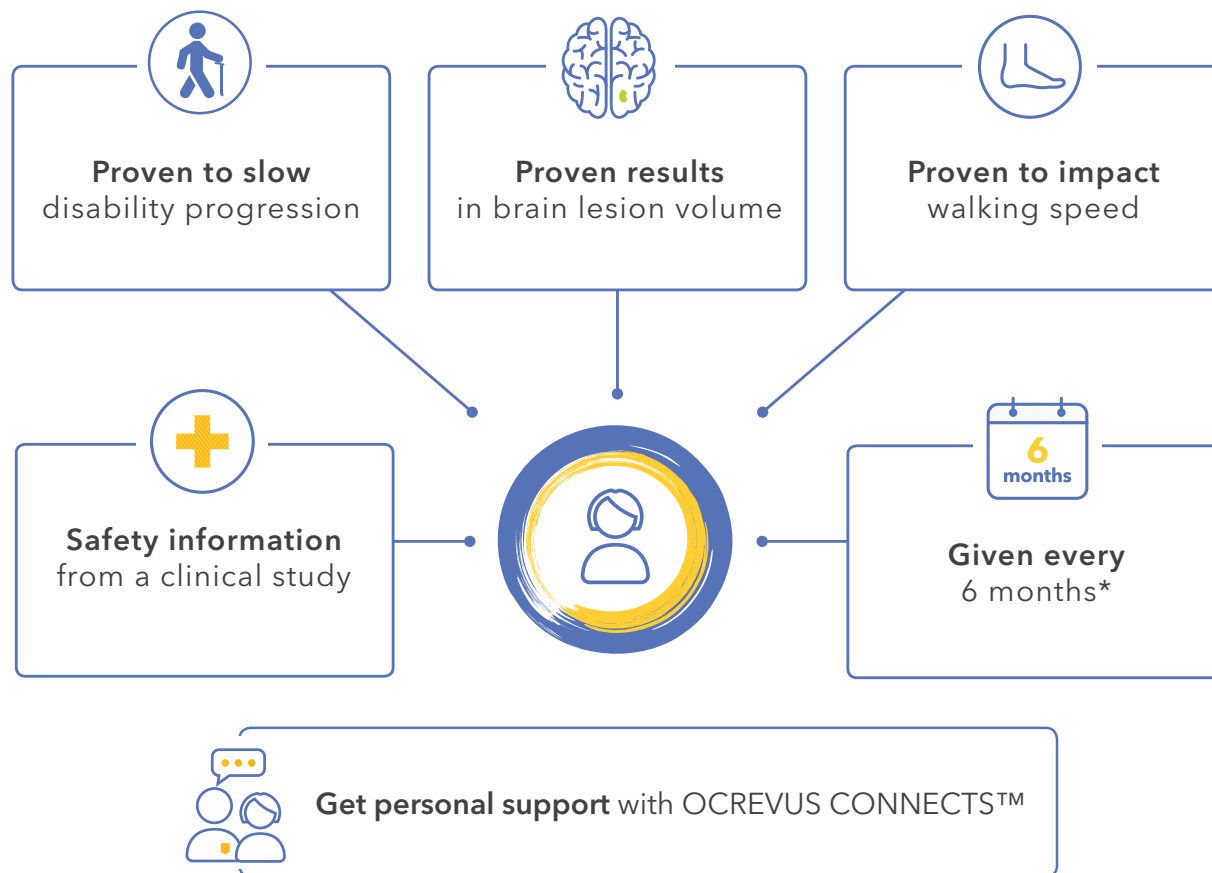 Proven to slow
disability progression
Proven results
in brain lesion volume
Proven to impact
walking speed
Safety information
from a clinical study
6
months
Given every
6 months*
Get personal support with OCREVUS CONNECTS™